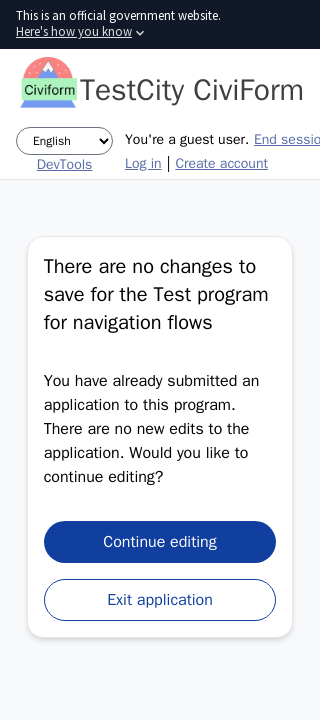 This is an official government website.
Here's how you know
Civiform TestCity CiviForm
English You're a guest user. End sessio
DevTools Log in | Create account
There are no changes to
save for the Test program
for navigation flows
You have already submitted an
application to this program.
There are no new edits to the
application. Would you like to
continue editing?
Continue editing
Exit application